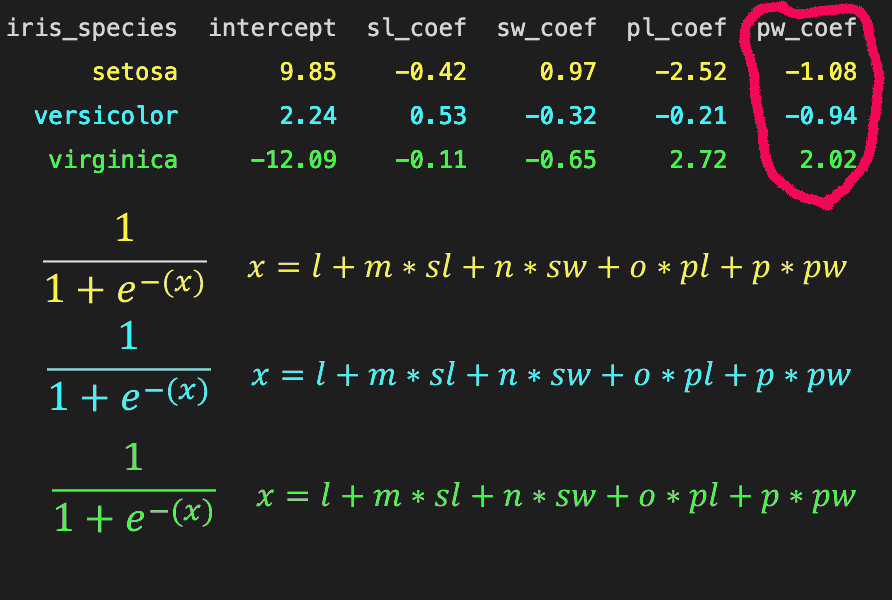 iris_species intercept sl_coef sw_coef pl_coef pw_coef
setosa 9.85 -0.42 0.97 -2.52 -1.08
versicolor 2.24 0.53 -0.32 -0.21 -0.94
virginica -12.09 -0.11 -0.65 2.72 2.02
1
1 + e^−(x) x = l + m ∗ sl + n ∗ sw + o ∗ pl + p ∗ pw
1
1 + e^−(x) x = l + m ∗ sl + n ∗ sw + o ∗ pl + p ∗ pw
1
1 + e^−(x) x = l + m ∗ sl + n ∗ sw + o ∗ pl + p ∗ pw